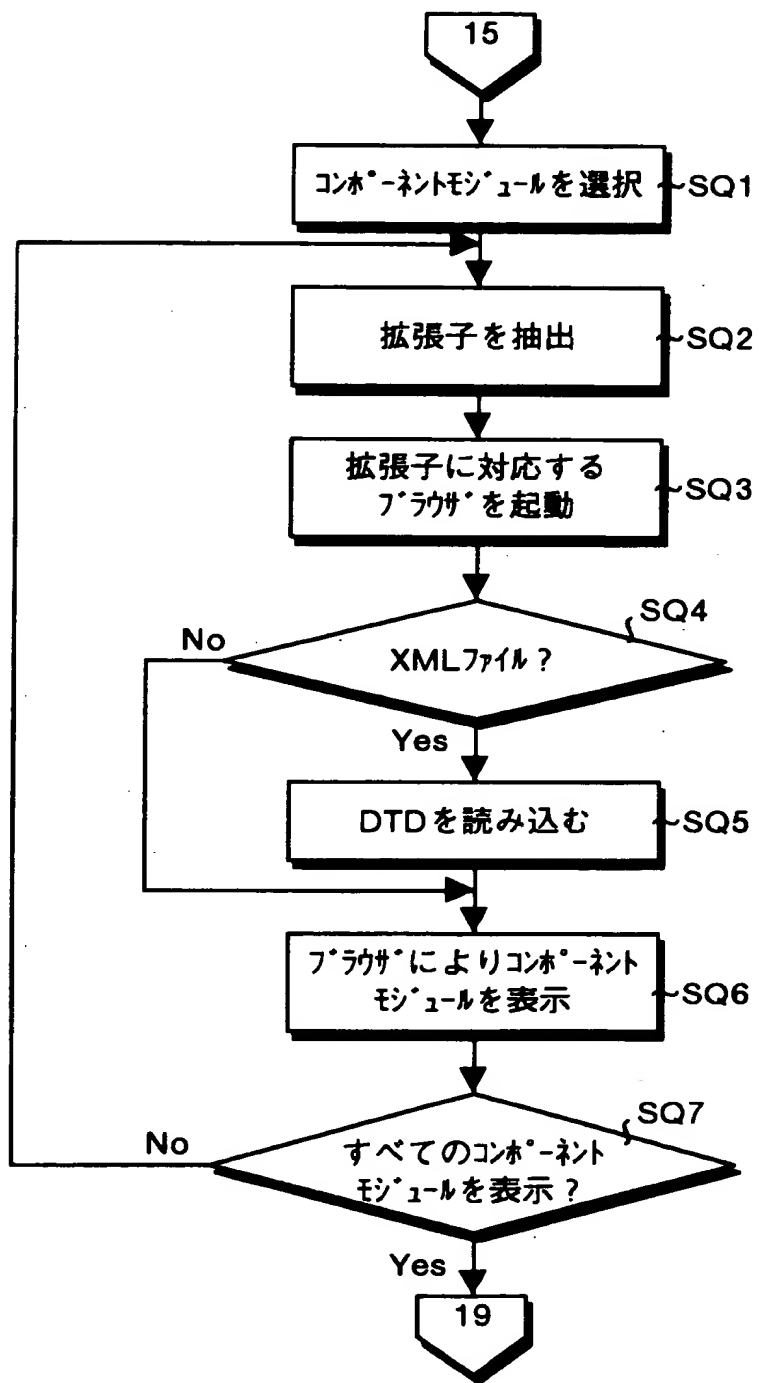 15
コンポーネントモジュールを選択
SQ1
拡張子を抽出
SQ2
拡張子に対応する
ブラウザを起動
SQ3
SQ4
No
XMLファイル?
Yes
DTDを読み込む
SQ5
ブラウザによりコンポーネント
モジュールを表示
SQ6
SQ7
No
すべてのコンポーネント
モジュールを表示?
Yes
19